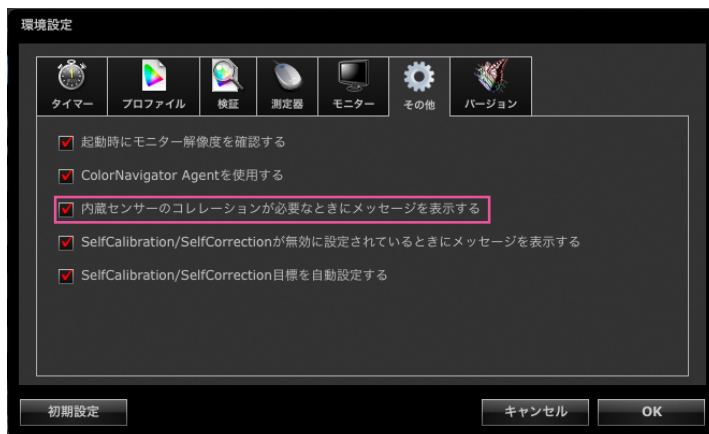 環境設定
タイマー プロファイル 検証 測定器 モニター その他 バージョン
起動時にモニター解像度を確認する
ColorNavigator Agentを使用する
内蔵センサーのコレレーションが必要なときにメッセージを表示する
SelfCalibration/SelfCorrectionが無効に設定されているときにメッセージを表示する
SelfCalibration/SelfCorrection目標を自動設定する
初期設定 キャンセル OK